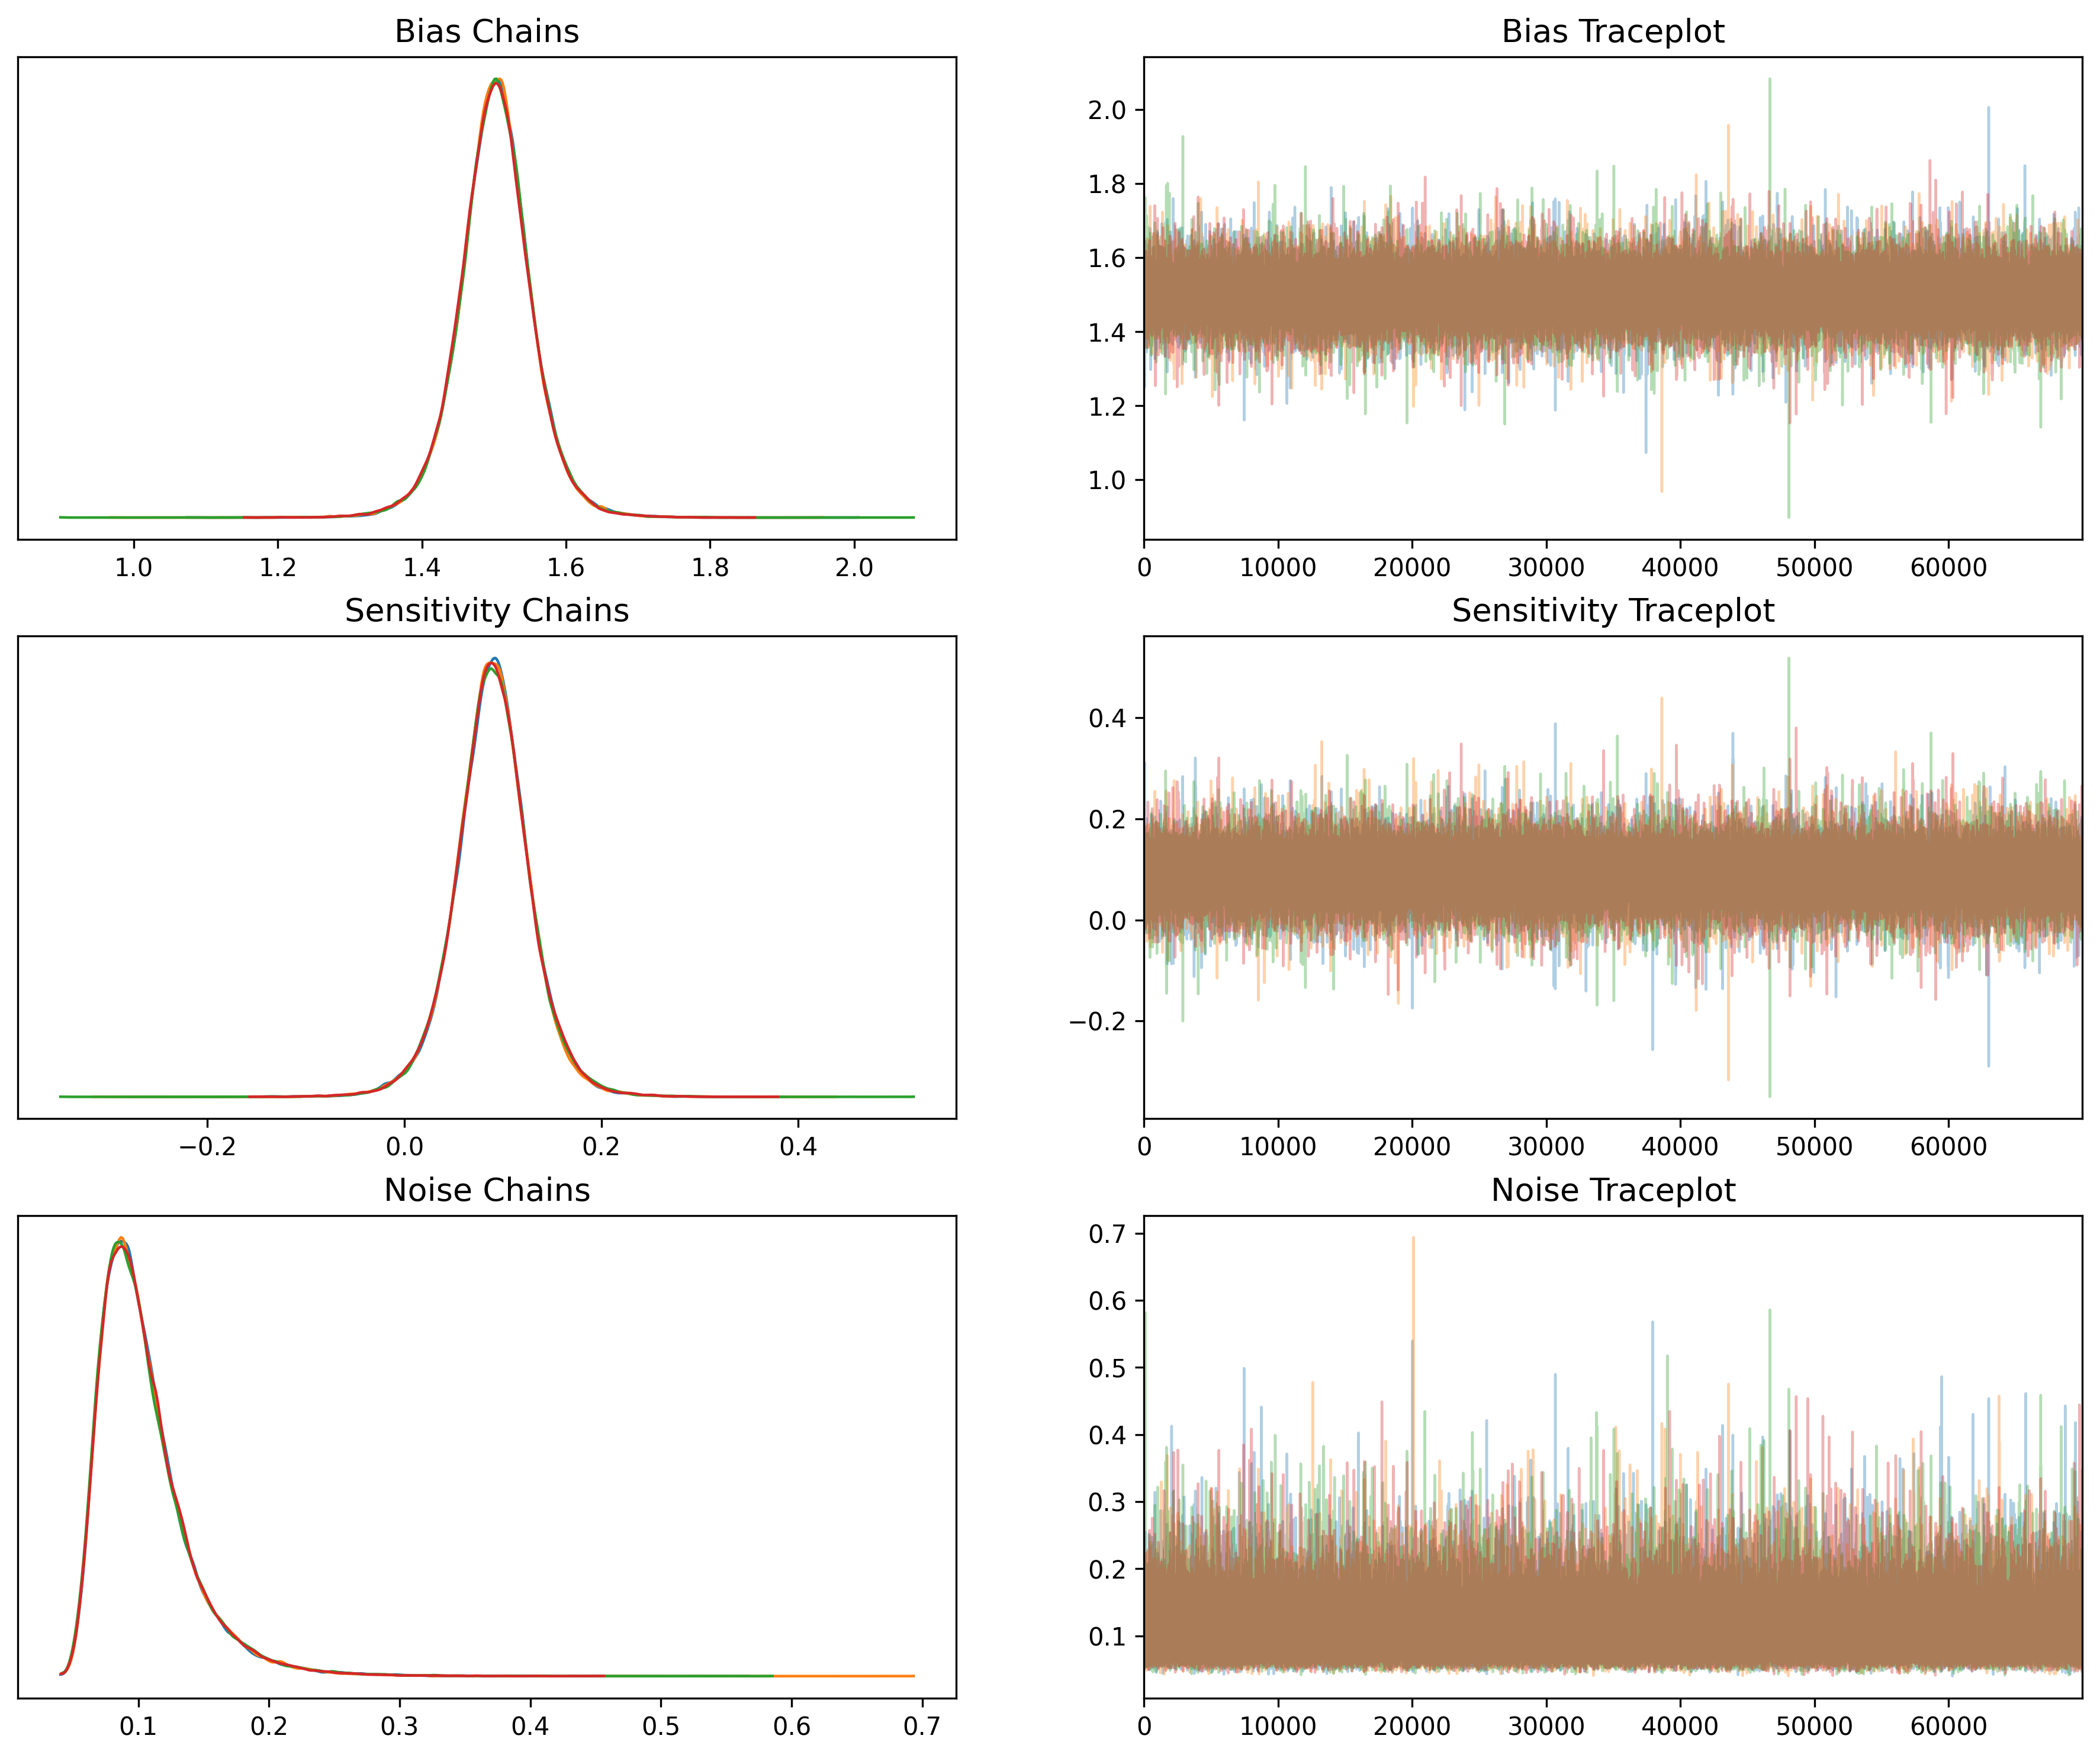 Bias Chains
1.0 1.2 1.4 1.6 1.8 2.0
Bias Traceplot
2.0
1.8
1.6
1.4
1.2
1.0
0 10000 20000 30000 40000 50000 60000
Sensitivity Chains
−0.2 0.0 0.2 0.4
Sensitivity Traceplot
0.4
0.2
0.0
−0.2
0 10000 20000 30000 40000 50000 60000
Noise Chains
0.1 0.2 0.3 0.4 0.5 0.6 0.7
Noise Traceplot
0.7
0.6
0.5
0.4
0.3
0.2
0.1
0 10000 20000 30000 40000 50000 60000